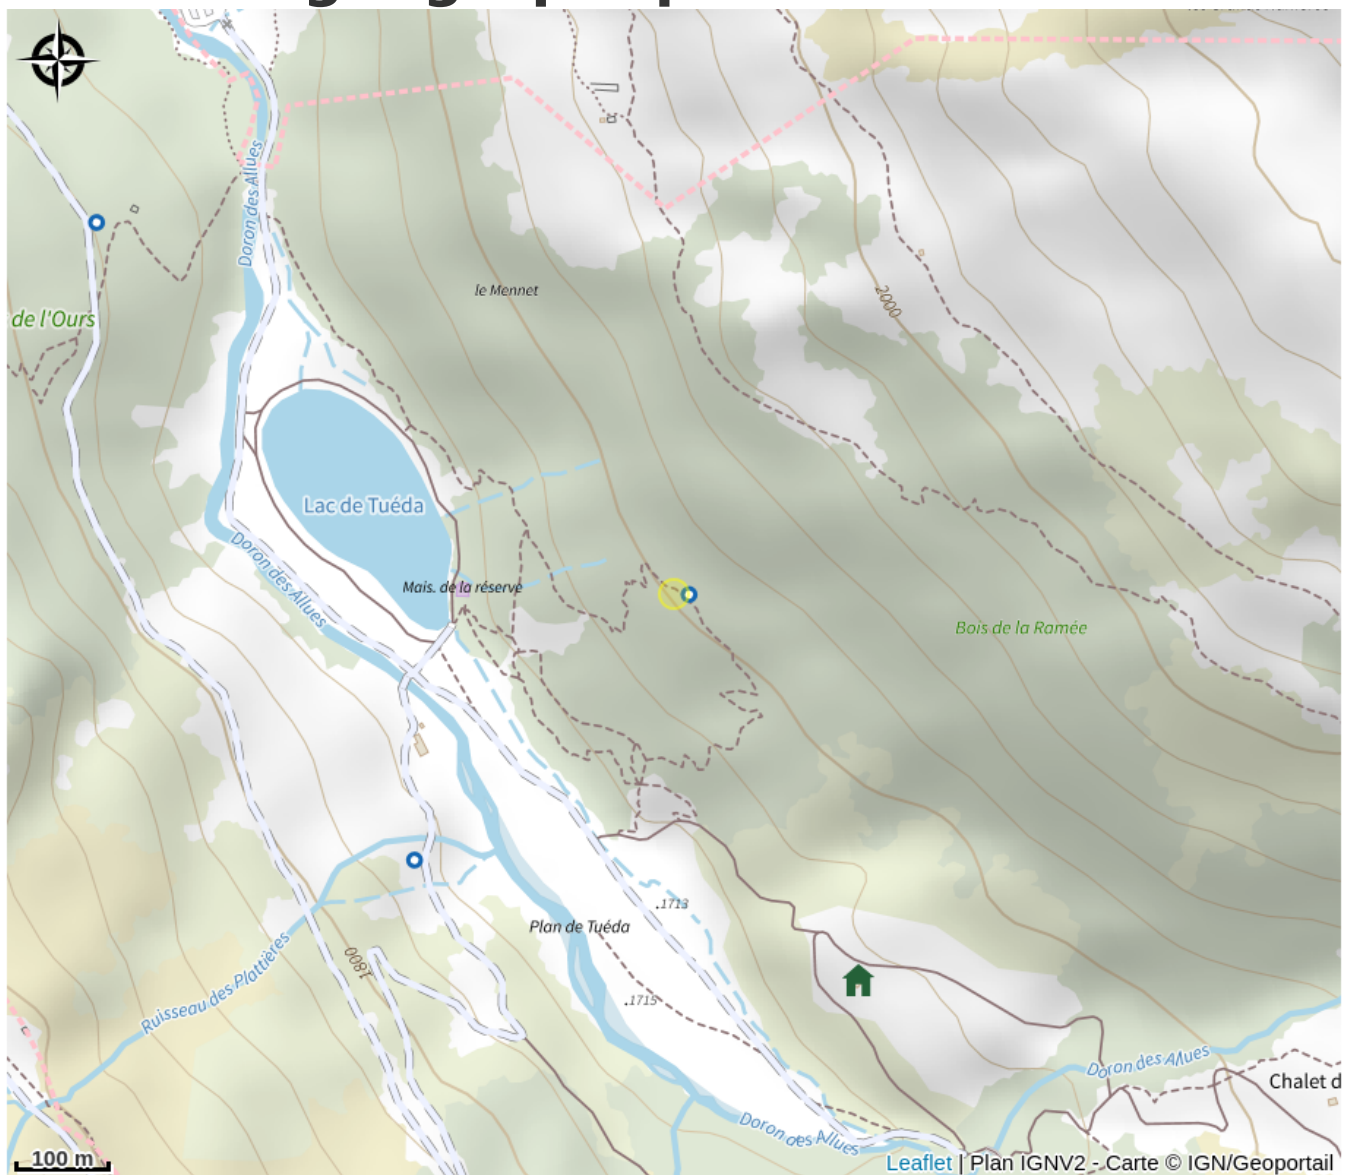 Doron des Allues
le Mennet
2000
de l'Ours
Lac de Tuéda
Doron des Allues
Mais. de la réserve
Bois de la Ramée
.1713
Plan de Tuéda
1800
.1715
Ruisseau des Plattières
Doron des Allues
Chalet d
Doron des Allues
100 m
Leaflet | Plan IGNV2 - Carte © IGN/Geoportail